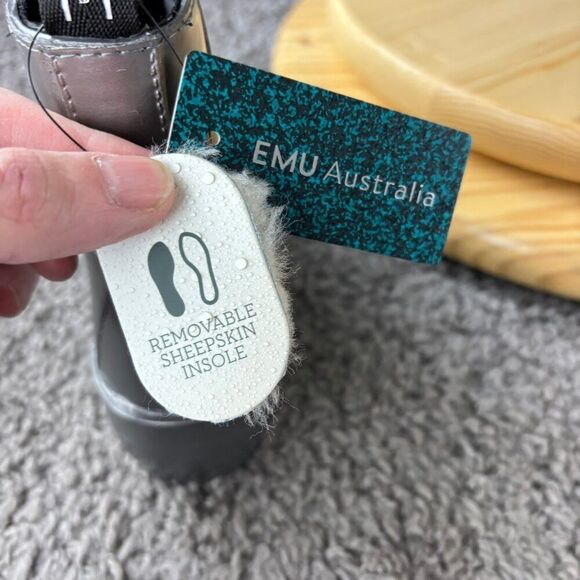 EMU Australia
REMOVABLE
SHEEPSKIN
INSOLE